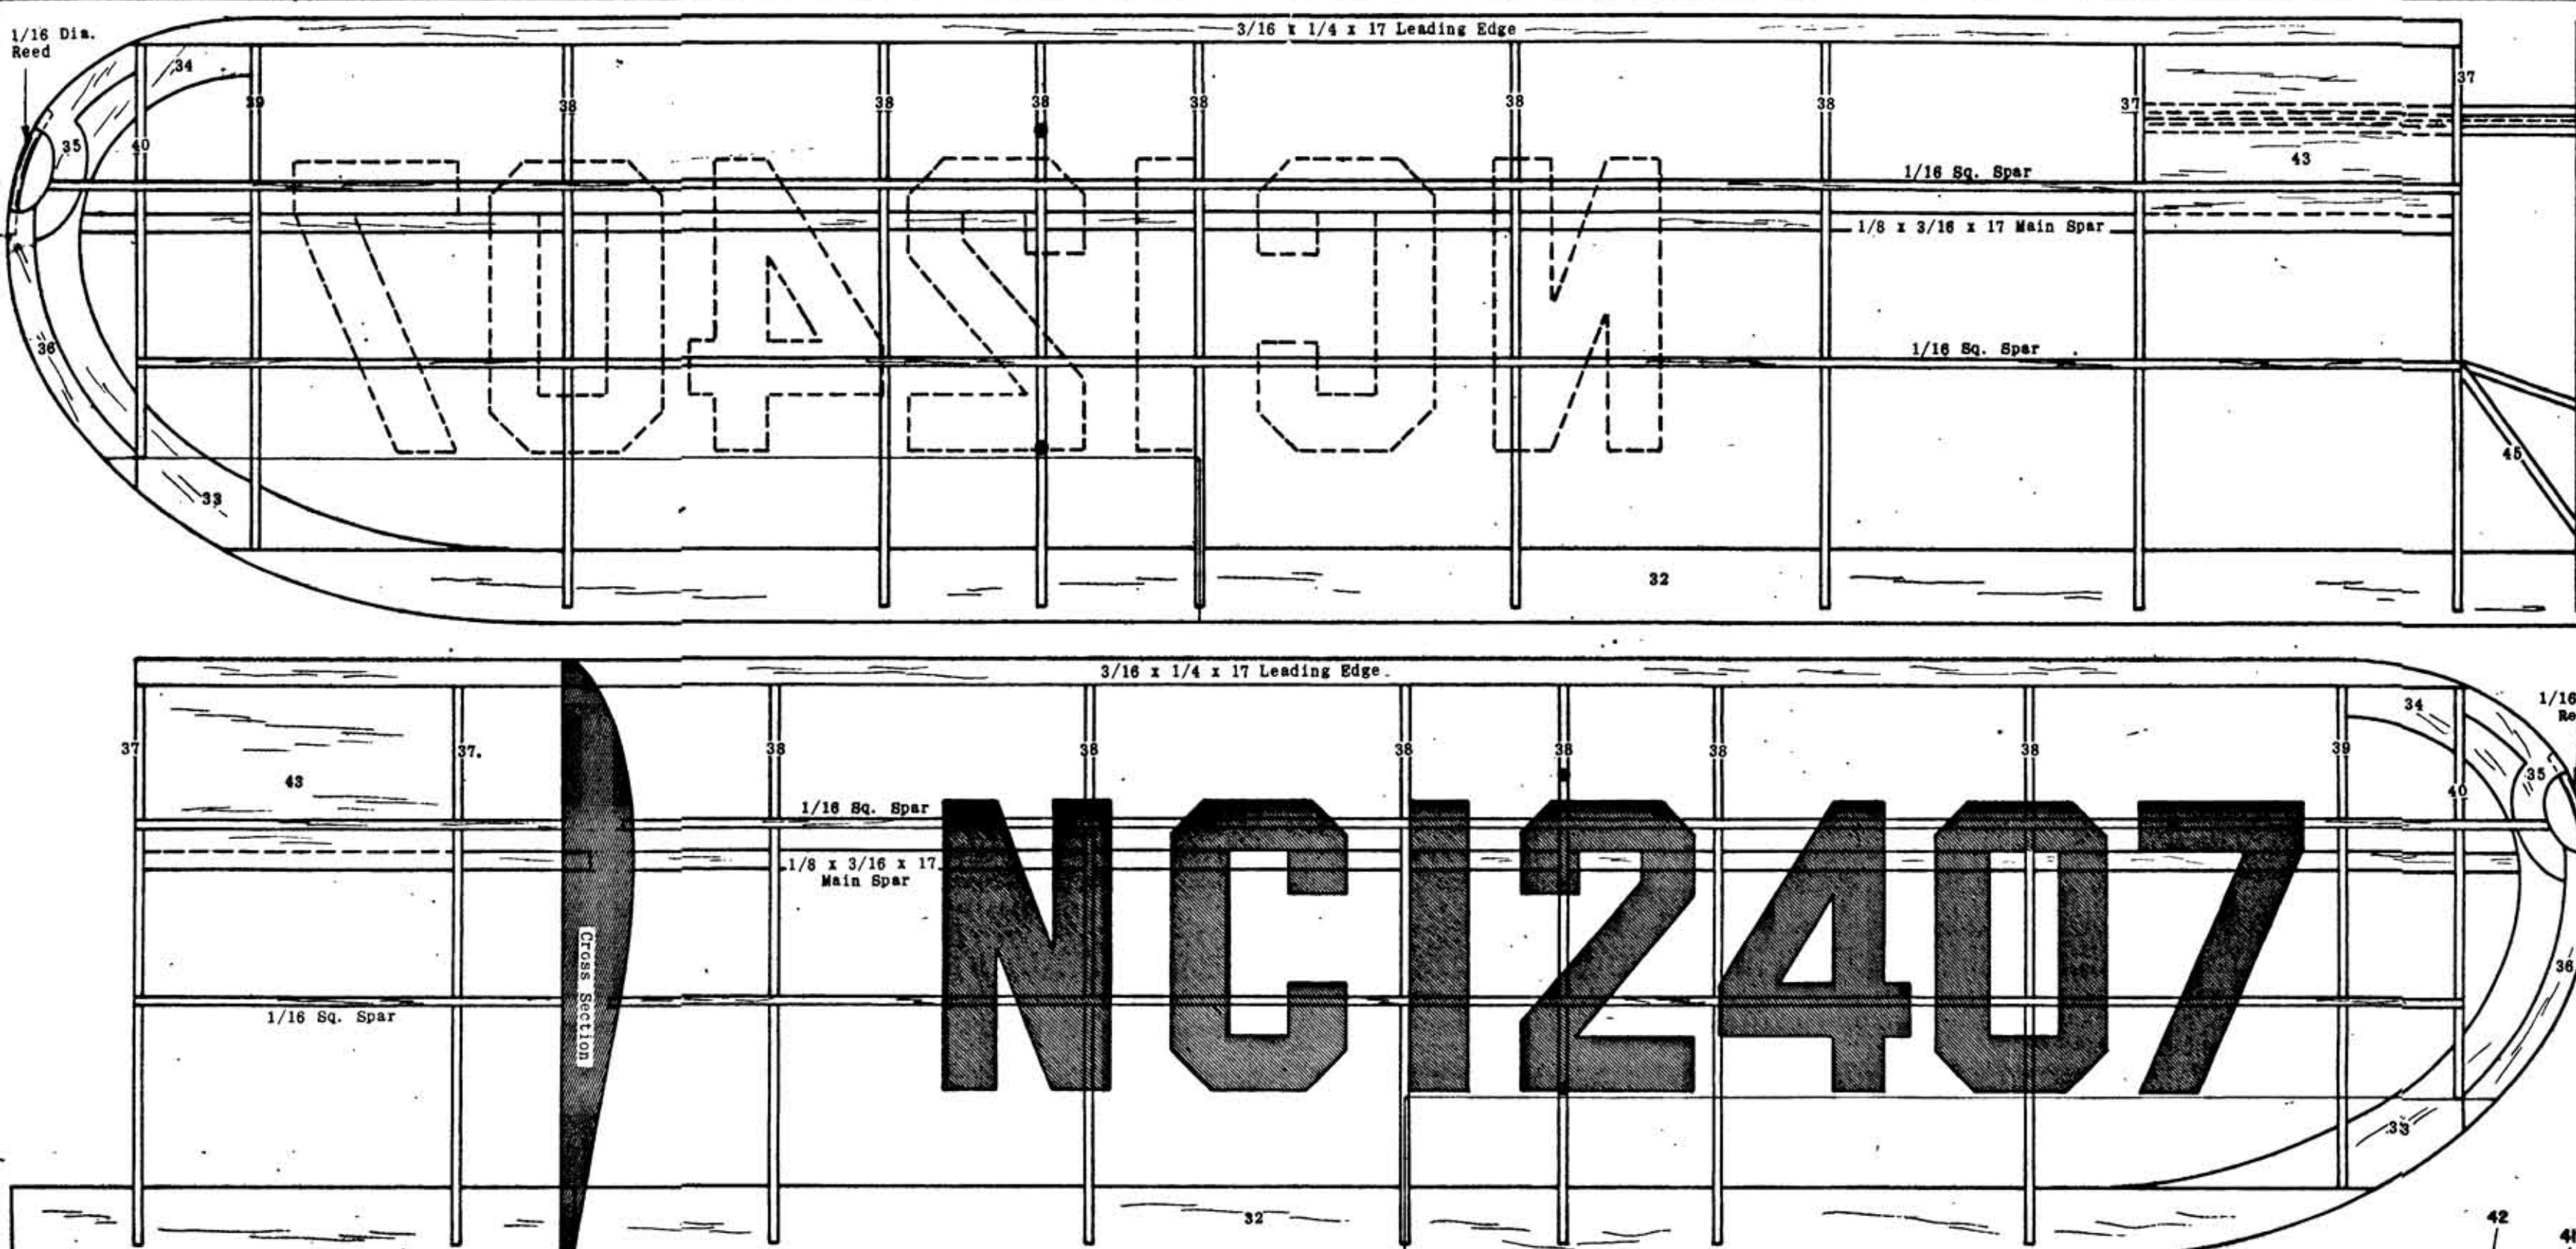 1/16 Dia.
Reed
3/16 x 1/4 x 17 Leading Edge
34
39
38
38
38
38
38
38
37
37
35
40
43
1/16 Sq. Spar
1/8 x 3/16 x 17 Main Spar
36
1/16 Sq. Spar
NC12407
45
33
32
3/16 x 1/4 x 17 Leading Edge
34
1/16
Re
37
37
38
38
38
38
38
38
39
35
40
43
1/16 Sq. Spar
1/8 x 3/16 x 17
Main Spar
NC12407
Cross Section
36
1/16 Sq. Spar
33
32
42